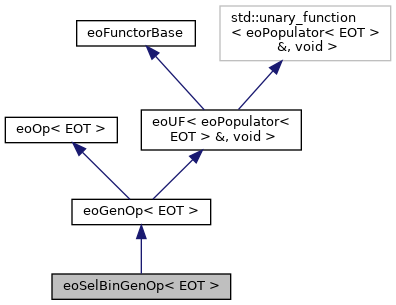 eoFunctorBase
std::unary_function
< eoPopulator< EOT >
&, void >
eoOp< EOT >
eoUF< eoPopulator<
EOT > &, void >
eoGenOp< EOT >
eoSelBinGenOp< EOT >